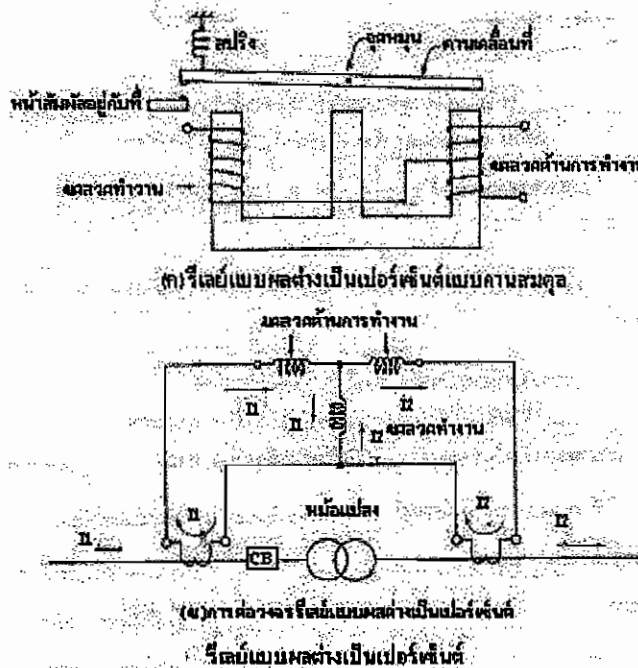 สปริง
จุดหมุน
คานเคลื่อนที่
หน้าสัมผัสอยู่กับที่
ขดลวดทำงาน
ขดลวดต้านการทำงาน
(ก) รีเลย์แบบผลต่างเป็นเปอร์เซ็นต์แบบคานสมดุล
ขดลวดต้านการทำงาน
I1
I1
I2
I2
ขดลวดทำงาน
หม้อแปลง
I1
I1
I2
I2
CB
(ข) การต่อวงจรรีเลย์แบบผลต่างเป็นเปอร์เซ็นต์
รีเลย์แบบผลต่างเป็นเปอร์เซ็นต์